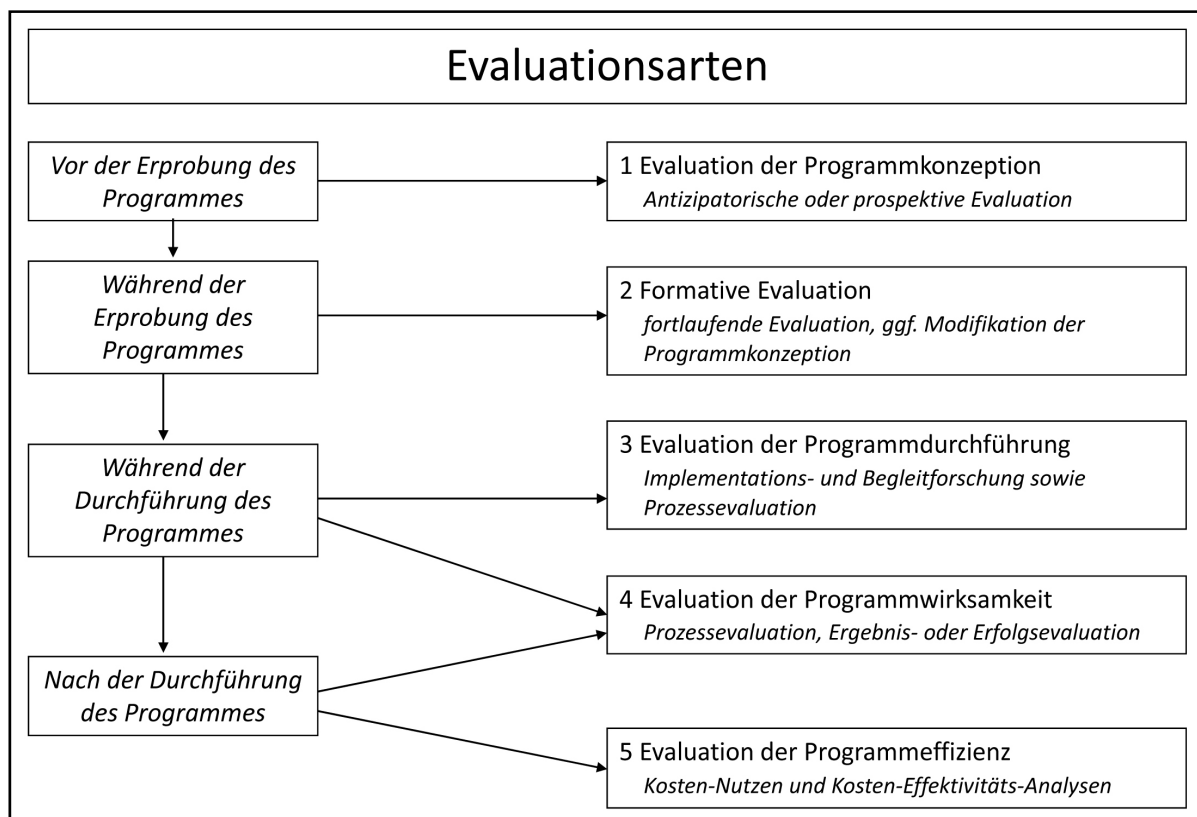 Evaluationsarten
Vor der Erprobung des
Programmes
1 Evaluation der Programmkonzeption
Antizipatorische oder prospektive Evaluation
Während der
Erprobung des
Programmes
2 Formative Evaluation
fortlaufende Evaluation, ggf. Modifikation der
Programmkonzeption
Während der
Durchführung des
Programmes
3 Evaluation der Programmdurchführung
Implementations- und Begleitforschung sowie
Prozessevaluation
4 Evaluation der Programmwirksamkeit
Prozessevaluation, Ergebnis- oder Erfolgsevaluation
Nach der Durchführung
des Programmes
5 Evaluation der Programmeffizienz
Kosten-Nutzen und Kosten-Effektivitäts-Analysen